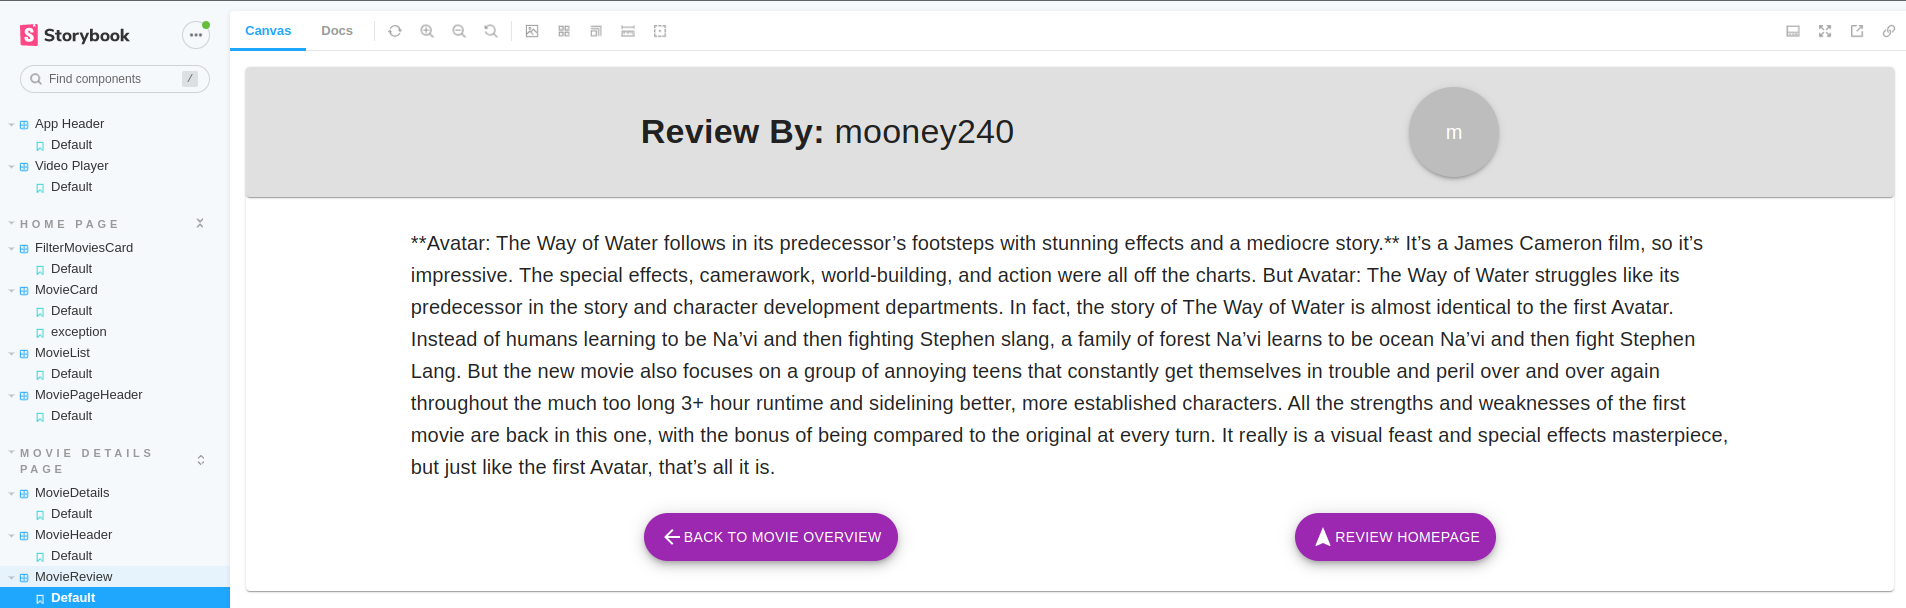 Storybook
Find components /
App Header
Default
Video Player
Default
HOME PAGE
FilterMoviesCard
Default
MovieCard
Default
exception
MovieList
Default
MoviePageHeader
Default
MOVIE DETAILS
PAGE
MovieDetails
Default
MovieHeader
Default
MovieReview
Default
Canvas Docs
Review By: mooney240
m
**Avatar: The Way of Water follows in its predecessor’s footsteps with stunning effects and a mediocre story.** It’s a James Cameron film, so it’s
impressive. The special effects, camerawork, world-building, and action were all off the charts. But Avatar: The Way of Water struggles like its
predecessor in the story and character development departments. In fact, the story of The Way of Water is almost identical to the first Avatar.
Instead of humans learning to be Na’vi and then fighting Stephen slang, a family of forest Na’vi learns to be ocean Na’vi and then fight Stephen
Lang. But the new movie also focuses on a group of annoying teens that constantly get themselves in trouble and peril over and over again
throughout the much too long 3+ hour runtime and sidelining better, more established characters. All the strengths and weaknesses of the first
movie are back in this one, with the bonus of being compared to the original at every turn. It really is a visual feast and special effects masterpiece,
but just like the first Avatar, that’s all it is.
BACK TO MOVIE OVERVIEW
REVIEW HOMEPAGE